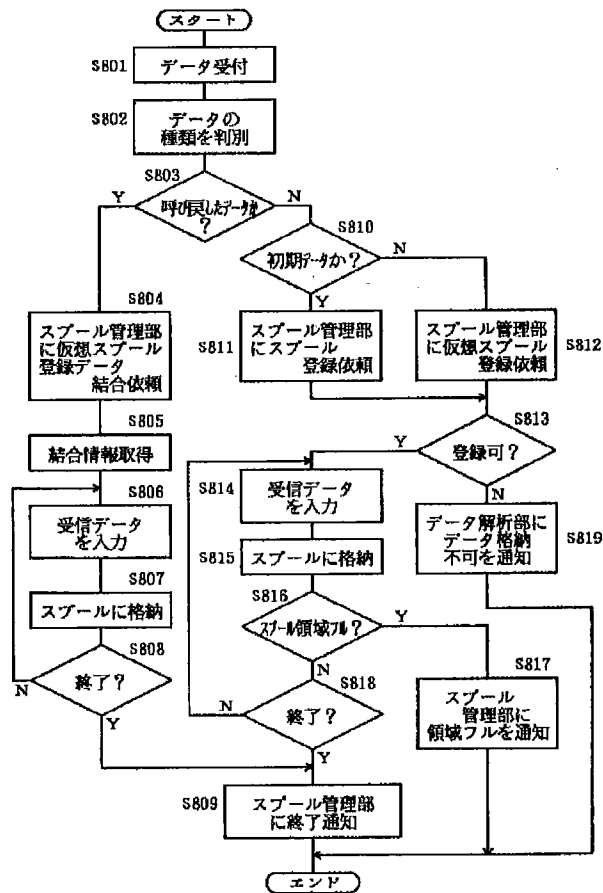 スタート
S801
データ受付
S802
データの
種類を判別
S803
呼び戻したデータか
?
Y
N
S810
初期データか?
N
Y
S804
スプール管理部
に仮想スプール
登録データ
結合依頼
S811
スプール管理部
にスプール
登録依頼
スプール管理部
に仮想スプール
登録依頼
S812
S805
結合情報取得
S813
登録可?
Y
N
S806
受信データ
を入力
S814
受信データ
を入力
データ解析部に
データ格納
不可を通知
S819
S807
スプールに格納
S815
スプールに格納
S808
終了?
N
Y
S816
スプール領域フル?
Y
N
S817
スプール
管理部に
領域フルを通知
S818
終了?
N
Y
S809
スプール管理部
に終了通知
エンド